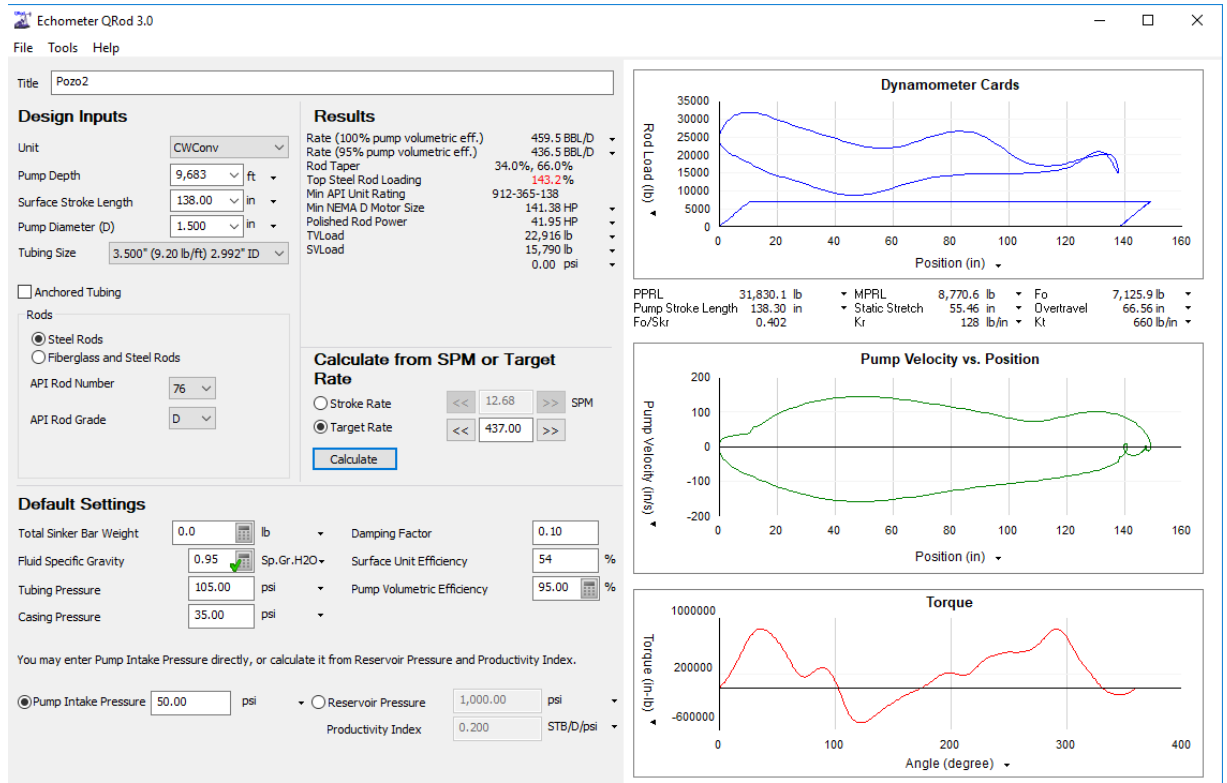 Echometer QRod 3.0
File Tools Help
Title Pozo2
Design Inputs
Unit CWConv
Pump Depth 9,683 ft
Surface Stroke Length 138.00 in
Pump Diameter (D) 1.500 in
Tubing Size 3.500" (9.20 lb/ft) 2.992" ID
Anchored Tubing
Rods
Steel Rods
Fiberglass and Steel Rods
API Rod Number 76
API Rod Grade D
Results
Rate (100% pump volumetric eff.) 459.5 BBL/D
Rate (95% pump volumetric eff.) 436.5 BBL/D
Rod Taper 34.0%, 66.0%
Top Steel Rod Loading 143.2%
Min API Unit Rating 912-365-138
Min NEMA D Motor Size 141.38 HP
Polished Rod Power 41.95 HP
TVLoad 22,916 lb
SVLoad 15,790 lb
0.00 psi
Calculate from SPM or Target
Rate
Stroke Rate << 12.68 >> SPM
Target Rate << 437.00 >>
Calculate
Default Settings
Total Sinker Bar Weight 0.0 lb
Fluid Specific Gravity 0.95 Sp.Gr.H2O
Tubing Pressure 105.00 psi
Casing Pressure 35.00 psi
Damping Factor 0.10
Surface Unit Efficiency 54 %
Pump Volumetric Efficiency 95.00 %
You may enter Pump Intake Pressure directly, or calculate it from Reservoir Pressure and Productivity Index.
Pump Intake Pressure 50.00 psi
Reservoir Pressure 1,000.00 psi
Productivity Index 0.200 STB/D/psi
Dynamometer Cards
Rod Load (lb)
35000
30000
25000
20000
15000
10000
5000
0
0 20 40 60 80 100 120 140 160
Position (in)
PPRL 31,830.1 lb MPRL 8,770.6 lb Fo 7,125.9 lb
Pump Stroke Length 138.30 in Static Stretch 55.46 in Overtravel 66.56 in
Fo/Skr 0.402 Kr 128 lb/in Kt 660 lb/in
Pump Velocity vs. Position
Pump Velocity (in/s)
200
100
0
-100
-200
0 20 40 60 80 100 120 140 160
Position (in)
Torque
Torque (in-lb)
1000000
200000
-600000
0 100 200 300 400
Angle (degree)